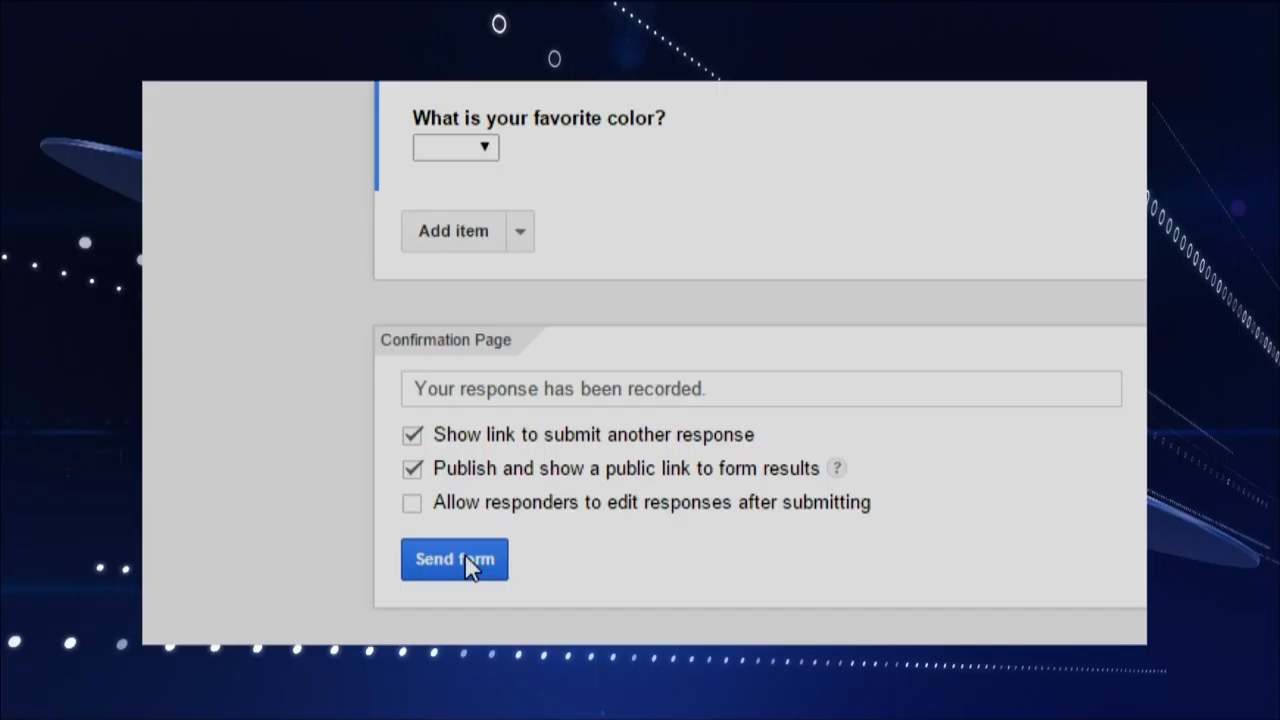 What is your favorite color?
Add item
Confirmation Page
Your response has been recorded.
Show link to submit another response
Publish and show a public link to form results ?
Allow responders to edit responses after submitting
Send form